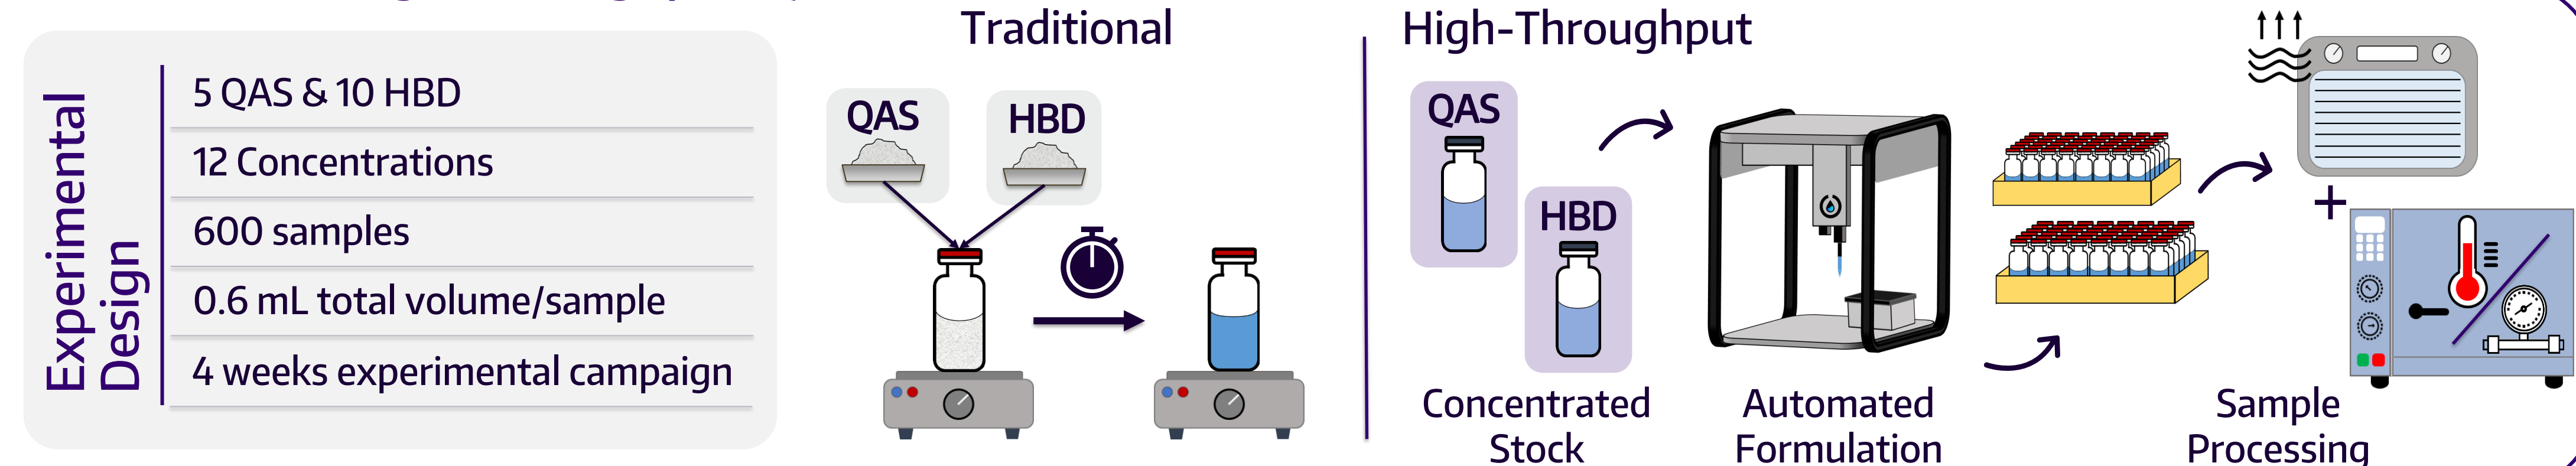 Experimental
Design
5 QAS & 10 HBD
12 Concentrations
600 samples
0.6 mL total volume/sample
4 weeks experimental campaign
Traditional
QAS
HBD
High-Throughput
QAS
HBD
Concentrated
Stock
Automated
Formulation
+
Sample
Processing